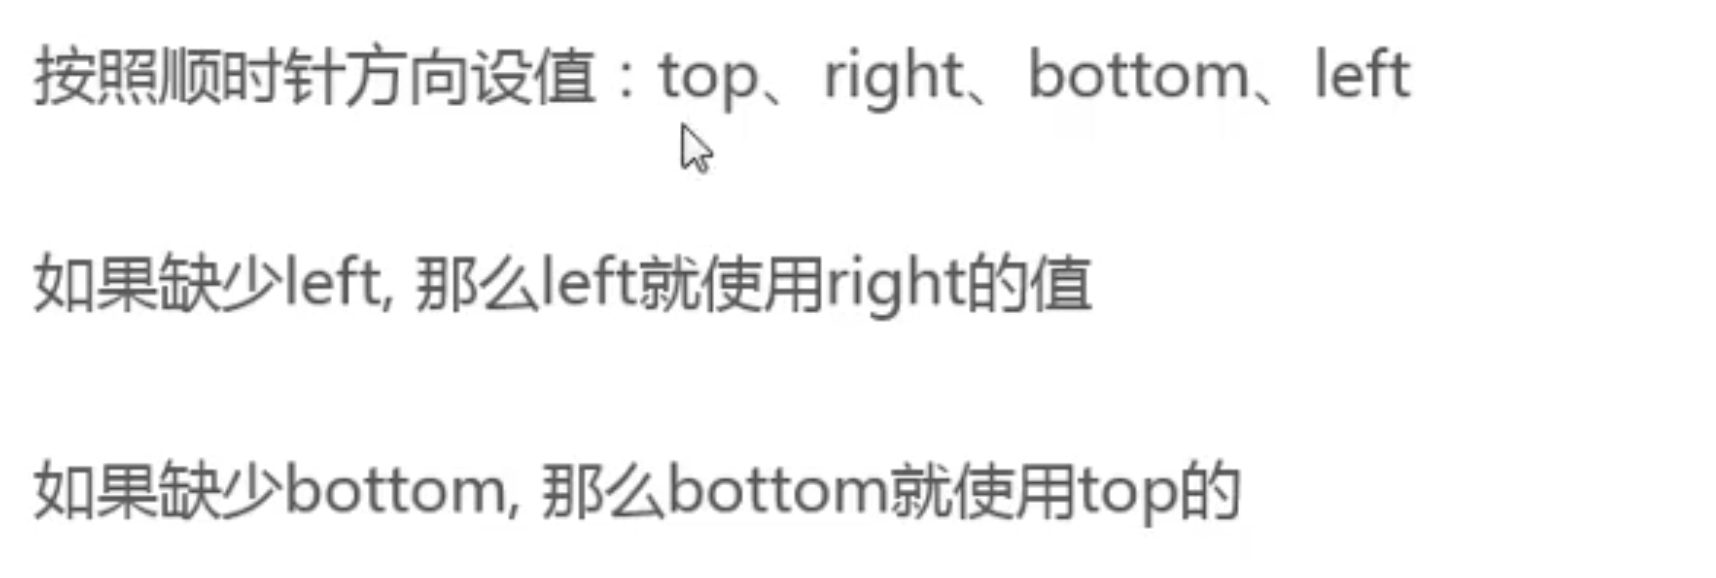 按照顺时针方向设值：top、right、bottom、left
如果缺少left, 那么left就使用right的值
如果缺少bottom, 那么bottom就使用top的